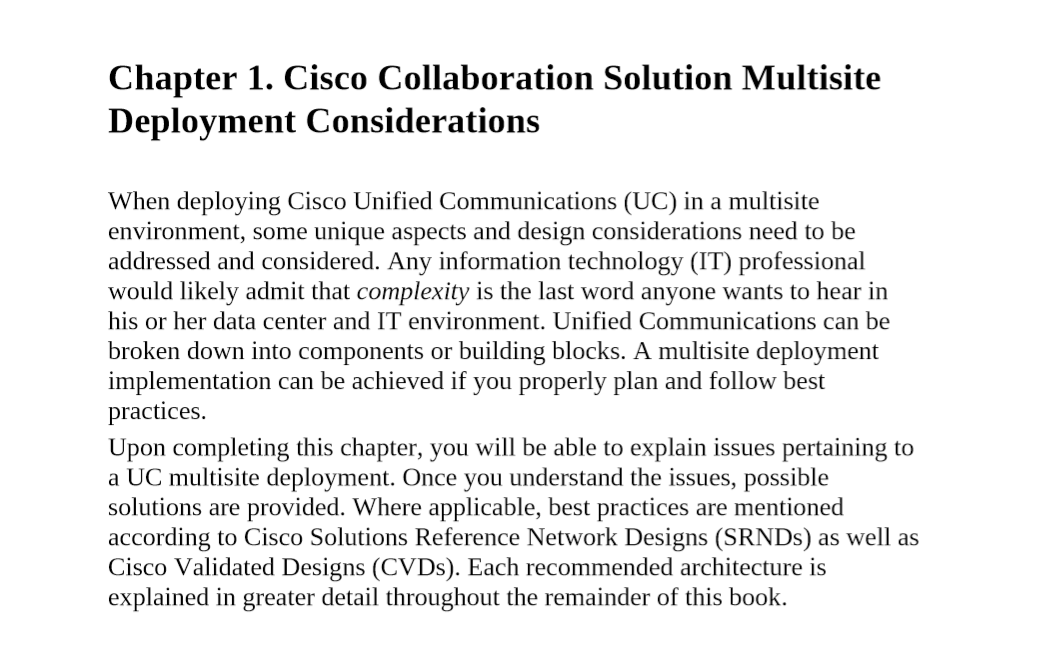 Chapter 1. Cisco Collaboration Solution Multisite
Deployment Considerations
When deploying Cisco Unified Communications (UC) in a multisite
environment, some unique aspects and design considerations need to be
addressed and considered. Any information technology (IT) professional
would likely admit that complexity is the last word anyone wants to hear in
his or her data center and IT environment. Unified Communications can be
broken down into components or building blocks. A multisite deployment
implementation can be achieved if you properly plan and follow best
practices.
Upon completing this chapter, you will be able to explain issues pertaining to
a UC multisite deployment. Once you understand the issues, possible
solutions are provided. Where applicable, best practices are mentioned
according to Cisco Solutions Reference Network Designs (SRNDs) as well as
Cisco Validated Designs (CVDs). Each recommended architecture is
explained in greater detail throughout the remainder of this book.